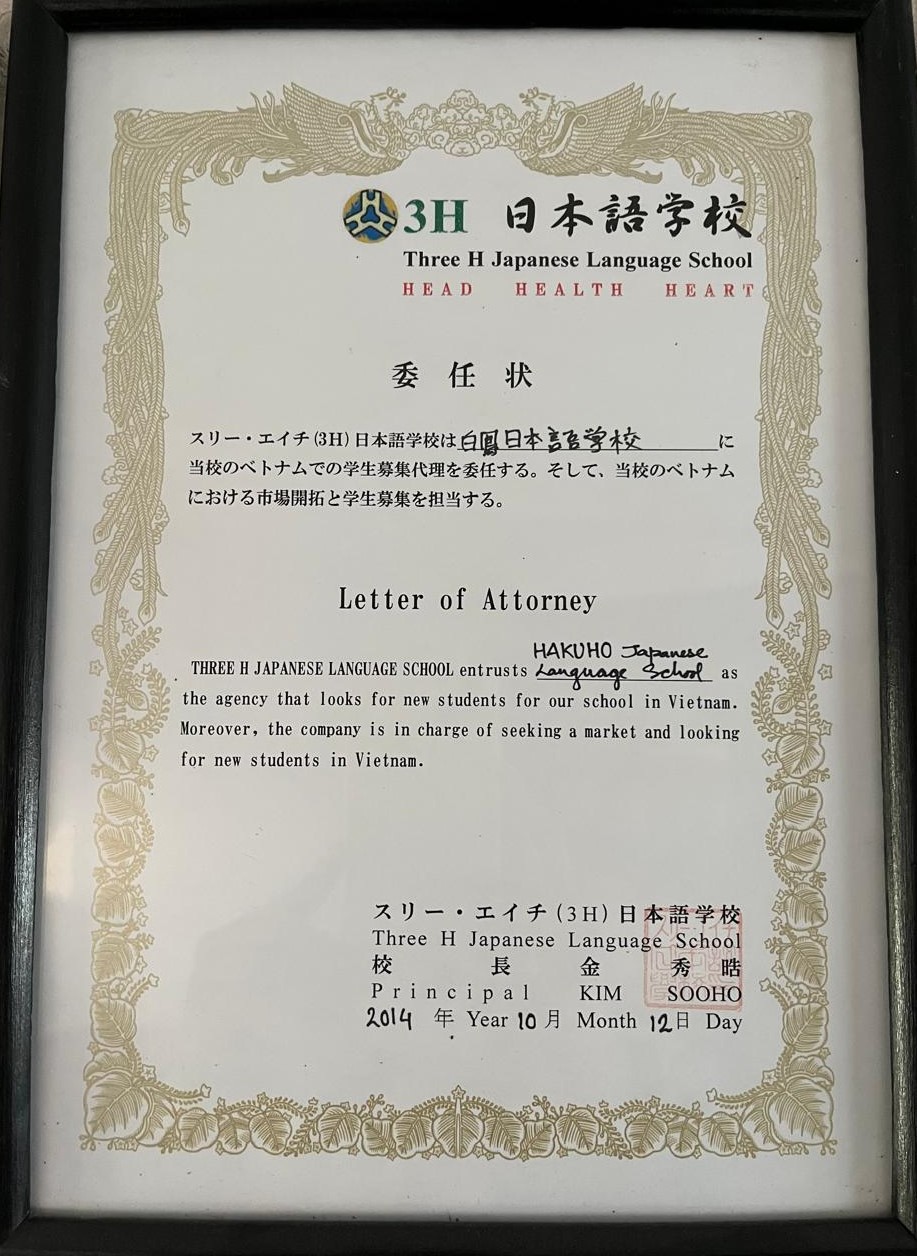 3H 日本語学校
Three H Japanese Language School
HEAD HEALTH HEART
委任状
スリー・エイチ(3H)日本語学校は白鳳日本語学校に
当校のベトナムでの学生募集代理を委任する。そして、当校のベトナム
における市場開拓と学生募集を担当する。
Letter of Attorney
HAKUHO Japanese
THREE H JAPANESE LANGUAGE SCHOOL entrusts Language School as
the agency that looks for new students for our school in Vietnam.
Moreover, the company is in charge of seeking a market and looking
for new students in Vietnam.
スリー・エイチ(3H)日本語学校
Three H Japanese Language School
校長 金秀晧
Principal KIM SOOHO
2014 年 Year 10 月 Month 12 日 Day